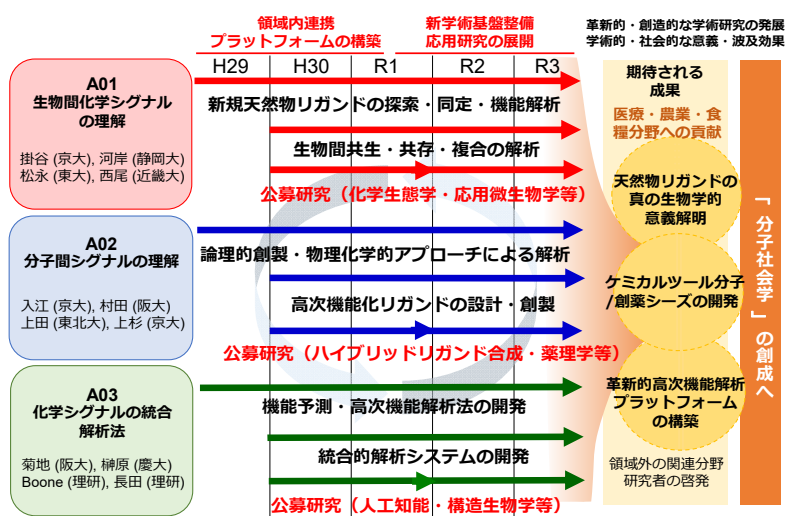 領域内連携
プラットフォームの構築
新学術基盤整備
応用研究の展開
革新的・創造的な学術研究の発展
学術的・社会的な意義・波及効果
H29
H30
R1
R2
R3
A01
生物間化学シグナル
の理解
掛谷 (京大), 河岸 (静岡大)
松永 (東大), 西尾 (近畿大)
新規天然物リガンドの探索・同定・機能解析
生物間共生・共存・複合の解析
公募研究（化学生態学・応用微生物学等）
A02
分子間シグナルの理解
入江 (京大), 村田 (阪大)
上田 (東北大), 上杉 (京大)
論理的創製・物理化学的アプローチによる解析
高次機能化リガンドの設計・創製
公募研究（ハイブリッドリガンド合成・薬理学等）
A03
化学シグナルの統合
解析法
菊地 (阪大), 榊原 (慶大)
Boone (理研), 長田 (理研)
機能予測・高次機能解析法の開発
統合的解析システムの開発
公募研究（人工知能・構造生物学等）
期待される
成果
医療・農業・食
糧分野への貢献
天然物リガンドの
真の生物学的
意義解明
ケミカルツール分子
/創薬シーズの開発
革新的高次機能解析
プラットフォーム
の構築
領域外の関連分野
研究者の啓発
「分子社会学」の創成へ